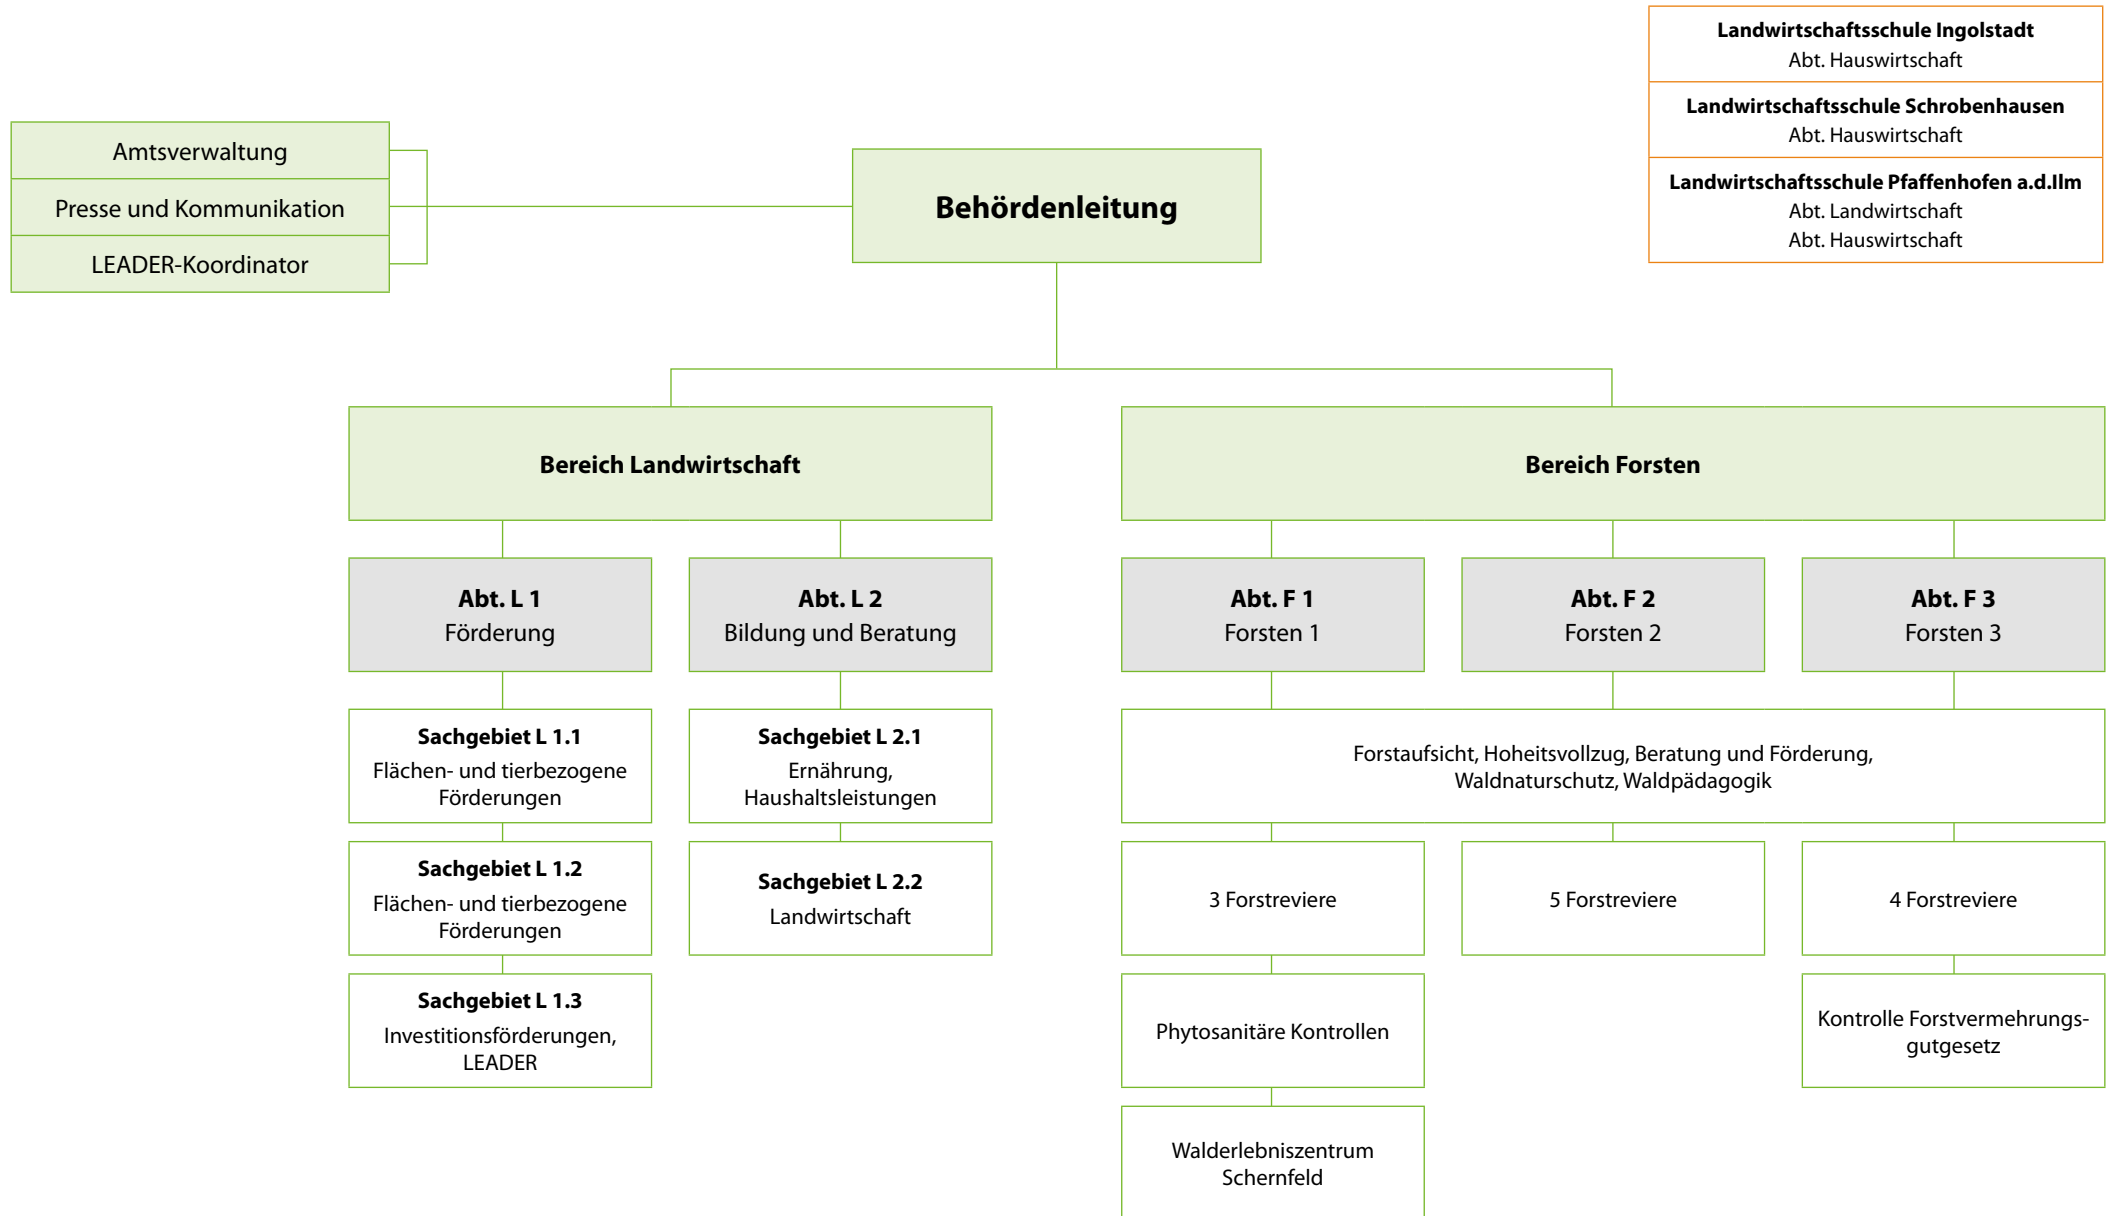 Landwirtschaftsschule Ingolstadt
Abt. Hauswirtschaft
Landwirtschaftsschule Schrobenhausen
Abt. Hauswirtschaft
Landwirtschaftsschule Pfaffenhofen a.d.Ilm
Abt. Landwirtschaft
Abt. Hauswirtschaft
Amtsverwaltung
Presse und Kommunikation
LEADER-Koordinator
Behördenleitung
Bereich Landwirtschaft
Bereich Forsten
Abt. L 1
Förderung
Abt. L 2
Bildung und Beratung
Abt. F 1
Forsten 1
Abt. F 2
Forsten 2
Abt. F 3
Forsten 3
Sachgebiet L 1.1
Flächen- und tierbezogene
Förderungen
Sachgebiet L 2.1
Ernährung,
Haushaltsleistungen
Forstaufsicht, Hoheitsvollzug, Beratung und Förderung,
Waldnaturschutz, Waldpädagogik
Sachgebiet L 1.2
Flächen- und tierbezogene
Förderungen
Sachgebiet L 2.2
Landwirtschaft
3 Forstreviere
5 Forstreviere
4 Forstreviere
Sachgebiet L 1.3
Investitionsförderungen,
LEADER
Phytosanitäre Kontrollen
Kontrolle Forstvermehrungs-
gutgesetz
Walderlebniszentrum
Schernfeld